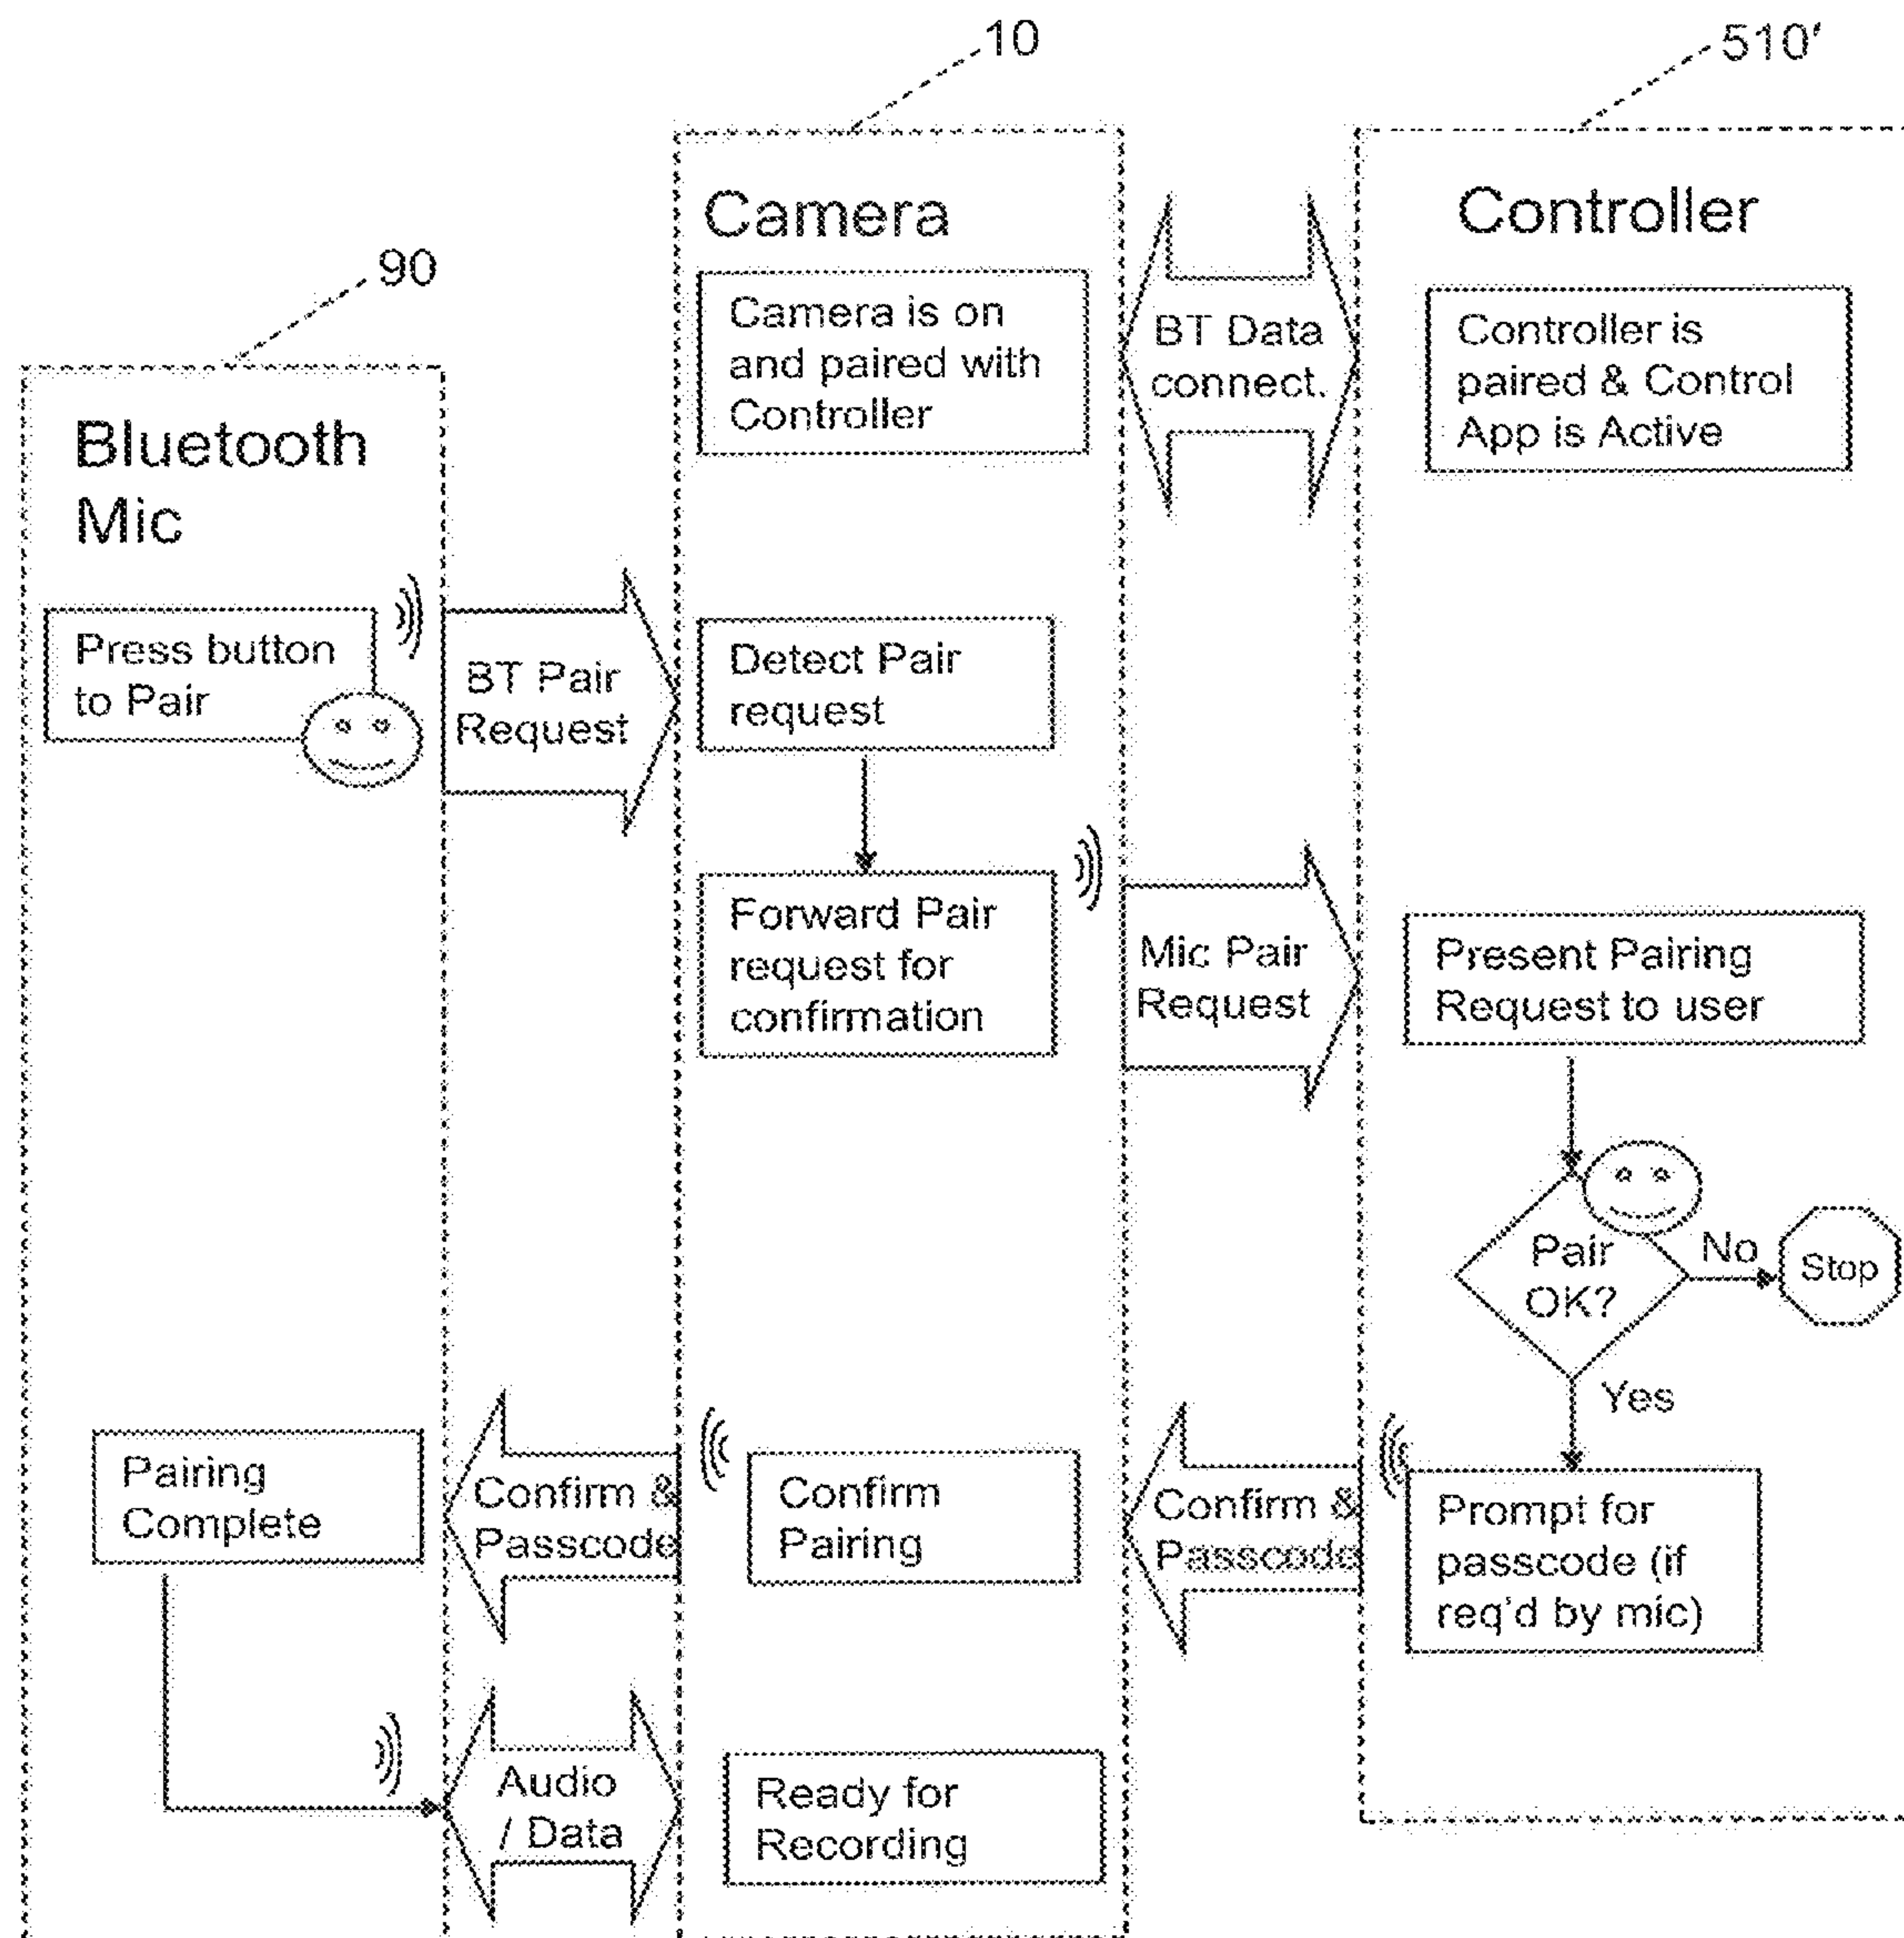 10
510'
90
Camera
Controller
Camera is on
and paired with
Controller
BT Data
connect.
Controller is
paired & Control
App is Active
Bluetooth
Mic
Press button
to Pair
BT Pair
Request
Detect Pair
request
Forward Pair
request for
confirmation
Mic Pair
Request
Present Pairing
Request to user
Pair
OK?
No
Stop
Yes
Pairing
Complete
Confirm &
Passcode
Confirm
Pairing
Confirm &
Passcode
Prompt for
passcode (if
req'd by mic)
Audio
/ Data
Ready for
Recording